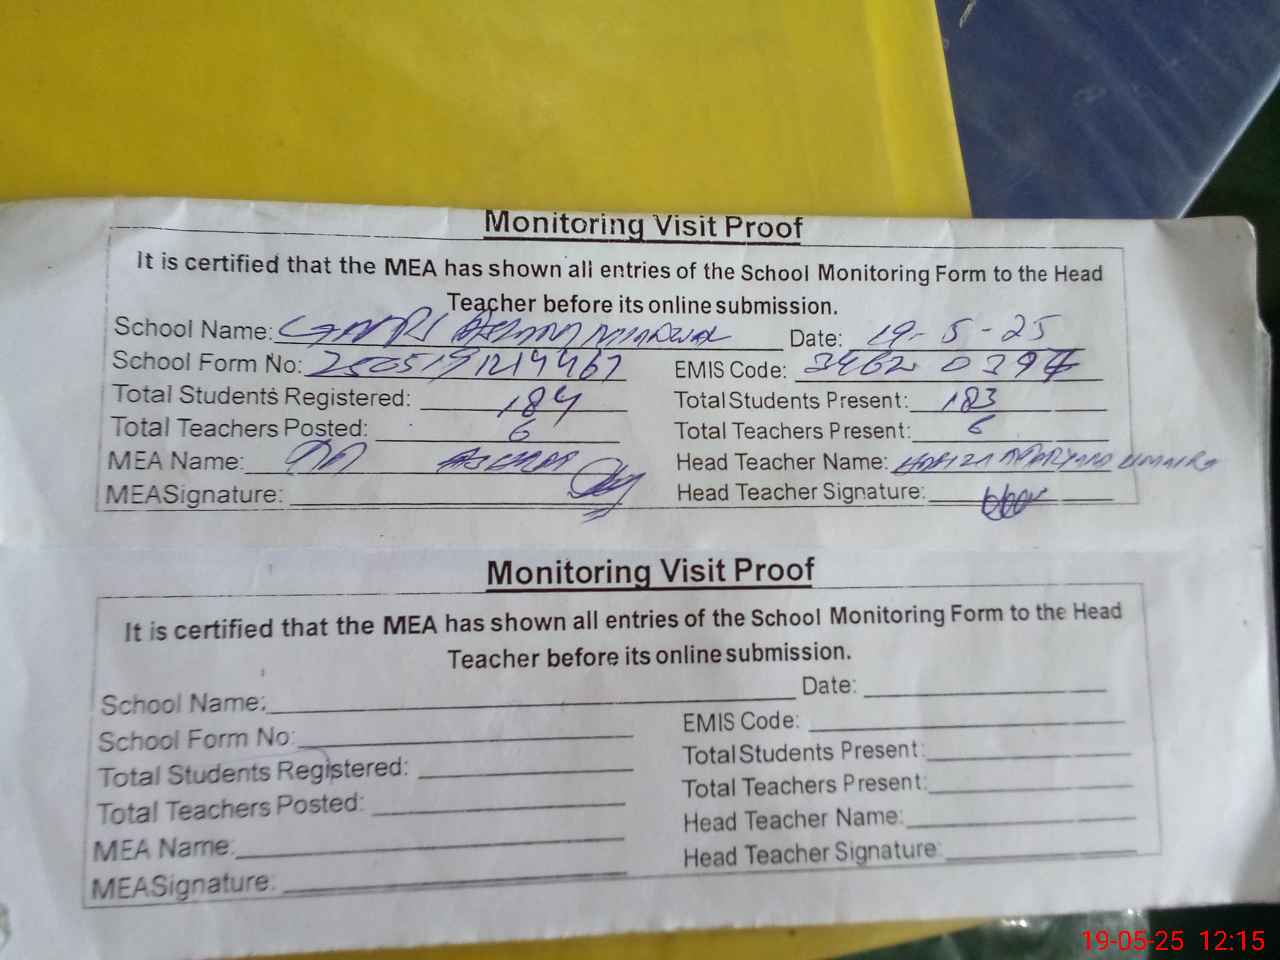 Monitoring Visit Proof
It is certified that the MEA has shown all entries of the School Monitoring Form to the Head
Teacher before its online submission.
School Name: Date: 19-5-25
School Form No: 2505191214467 EMIS Code: 34620394
Total Students Registered: 184 Total Students Present: 183
Total Teachers Posted: 6 Total Teachers Present: 6
MEA Name: Head Teacher Name:
MEASignature: Head Teacher Signature:
Monitoring Visit Proof
It is certified that the MEA has shown all entries of the School Monitoring Form to the Head
Teacher before its online submission.
School Name: Date:
School Form No: EMIS Code:
Total Students Registered: Total Students Present:
Total Teachers Posted: Total Teachers Present:
MEA Name: Head Teacher Name:
MEASignature: Head Teacher Signature:
19-05-25 12:15